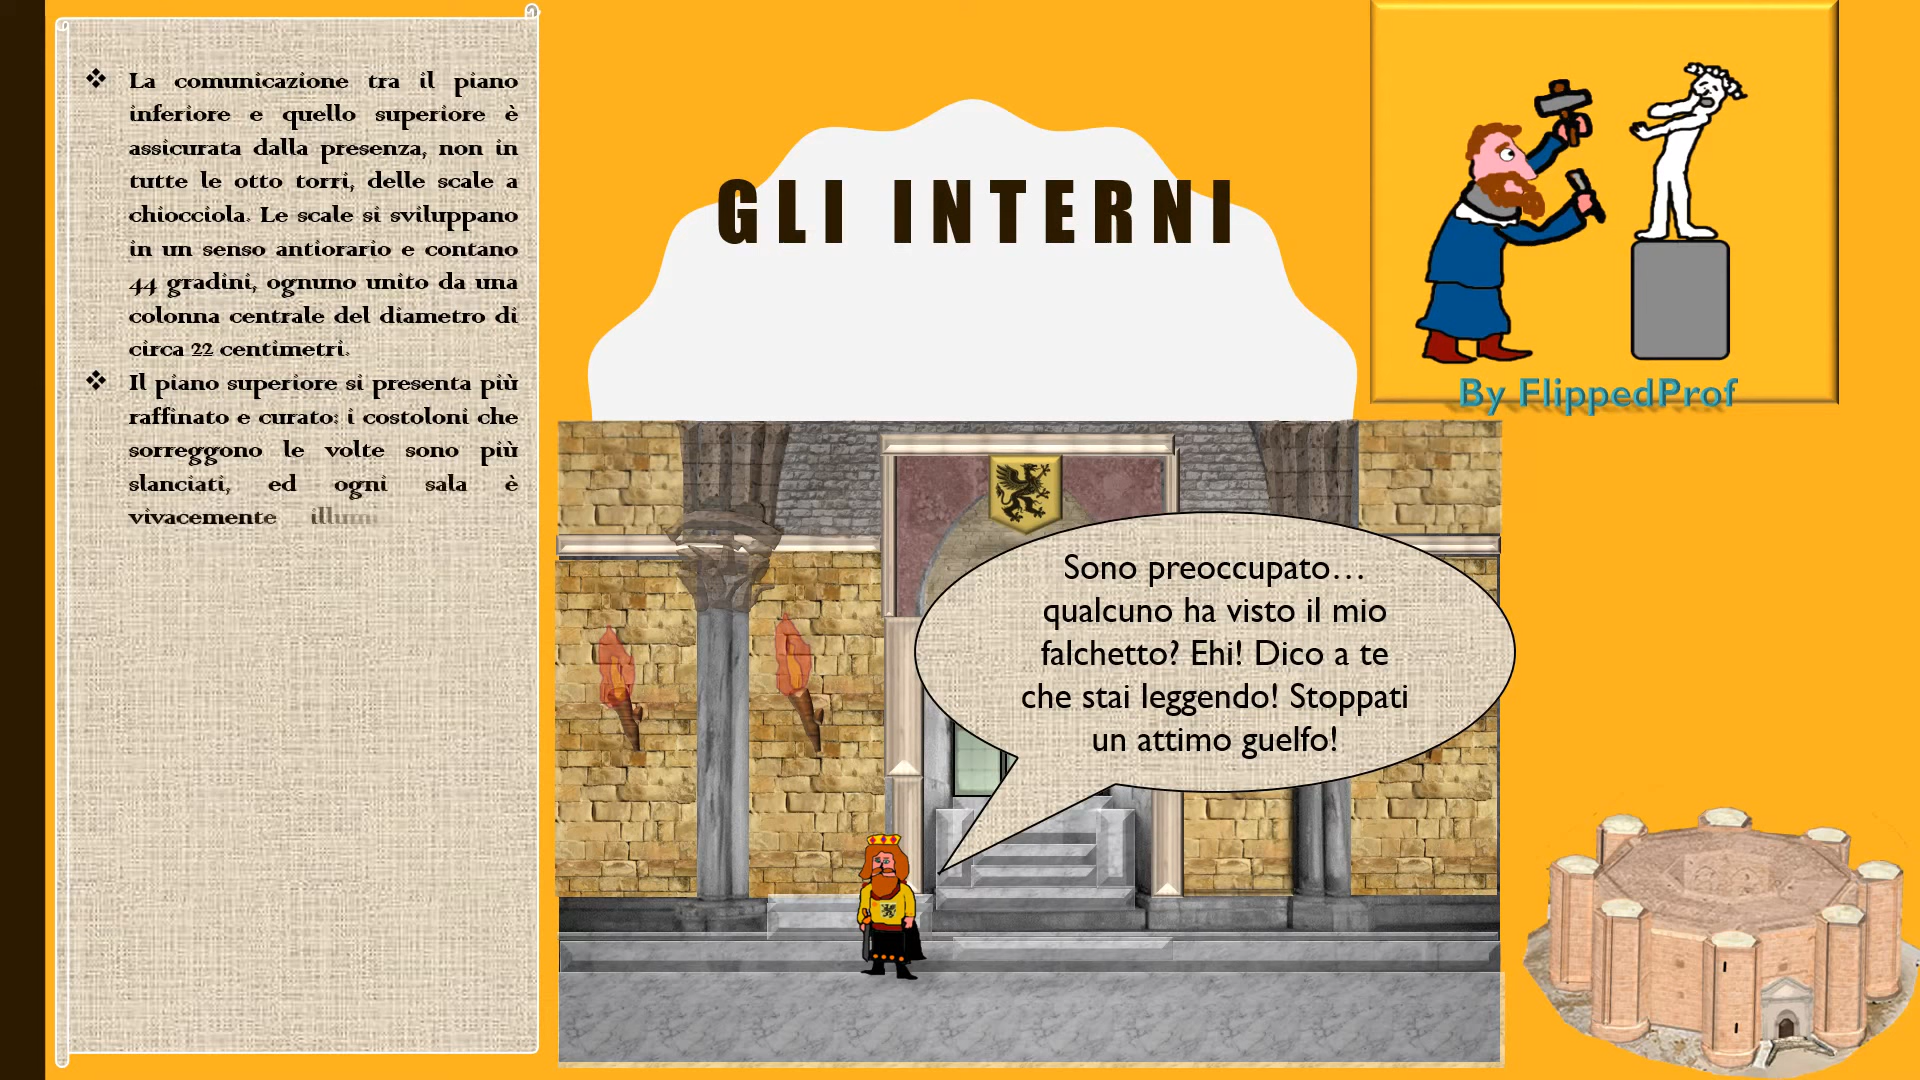 La comunicazione tra il piano
inferiore e quello superiore è
assicurata dalla presenza, non in
tutte le otto torri, delle scale a
chiocciola. Le scale si sviluppano
in un senso antiorario e contano
44 gradini, ognuno unito da una
colonna centrale del diametro di
circa 22 centimetri.
Il piano superiore si presenta più
raffinato e curato: i costoloni che
sorreggono le volte sono più
slanciati, ed ogni sala è
vivacemente illumi
GLI INTERNI
By FlippedProf
Sono preoccupato…
qualcuno ha visto il mio
falchetto? Ehi! Dico a te
che stai leggendo! Stoppati
un attimo guelfo!